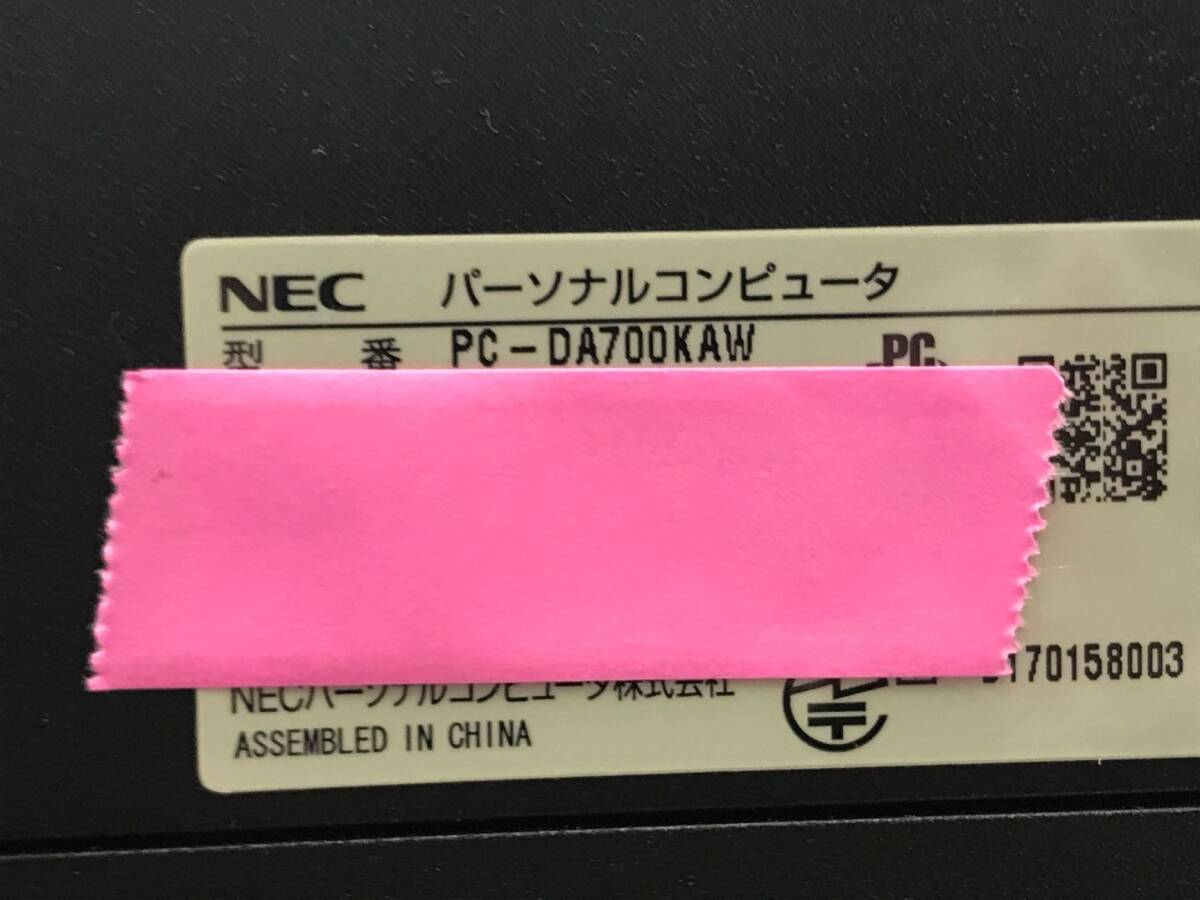 NEC パーソナルコンピュータ
型 番 PC-DA700KAW PC
170158003
NECパーソナルコンピュータ株式会社
ASSEMBLED IN CHINA